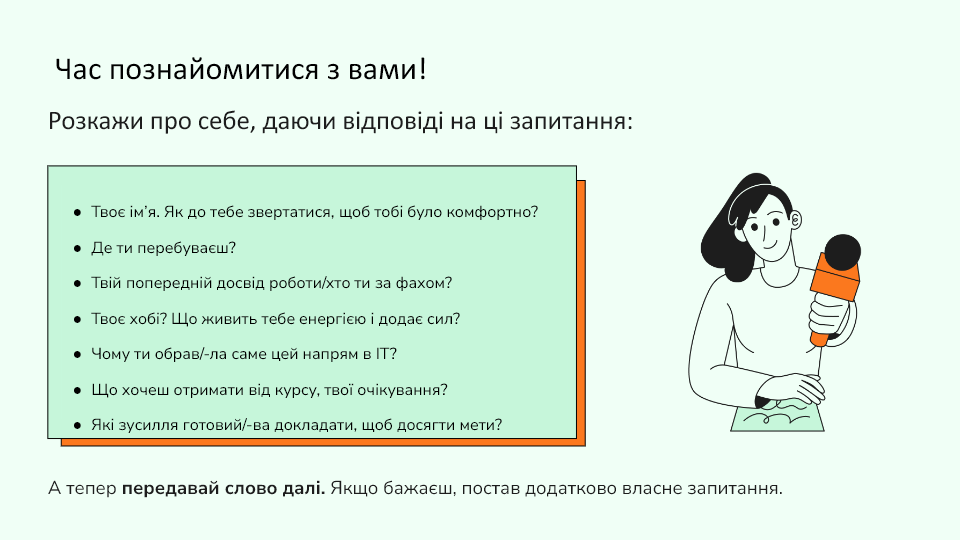 Час познайомитися з вами!
Розкажи про себе, даючи відповіді на ці запитання:
● Твоє ім’я. Як до тебе звертатися, щоб тобі було комфортно?
● Де ти перебуваєш?
● Твій попередній досвід роботи/хто ти за фахом?
● Твоє хобі? Що живить тебе енергією і додає сил?
● Чому ти обрав/-ла саме цей напрям в ІТ?
● Що хочеш отримати від курсу, твої очікування?
● Які зусилля готовий/-ва докладати, щоб досягти мети?
А тепер передавай слово далі. Якщо бажаєш, постав додатково власне запитання.